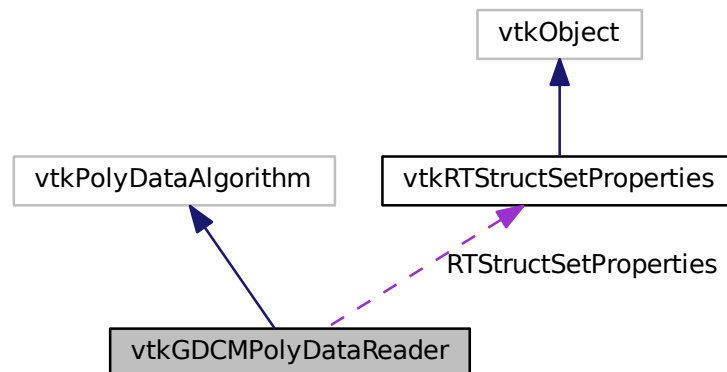 vtkObject
vtkPolyDataAlgorithm
vtkRTStructSetProperties
RTStructSetProperties
vtkGDCMPolyDataReader